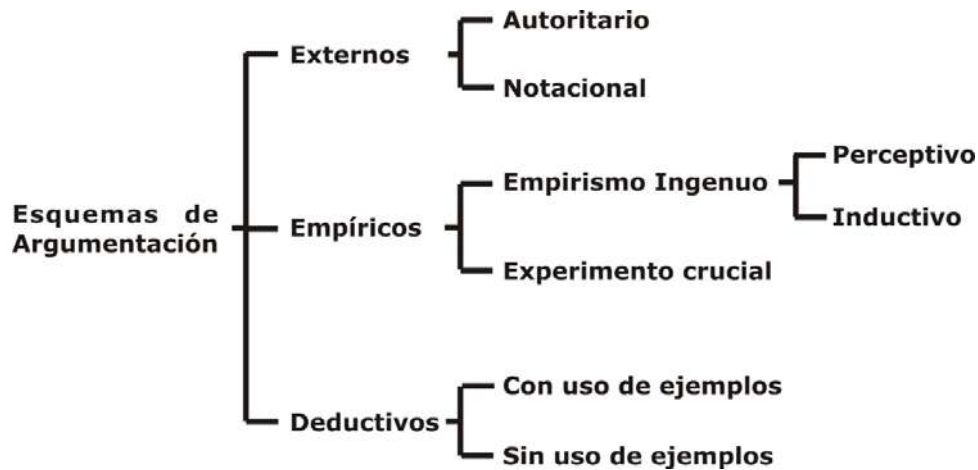 Esquemas de
Argumentación
Externos
Autoritario
Notacional
Empíricos
Empirismo Ingenuo
Perceptivo
Inductivo
Experimento crucial
Deductivos
Con uso de ejemplos
Sin uso de ejemplos